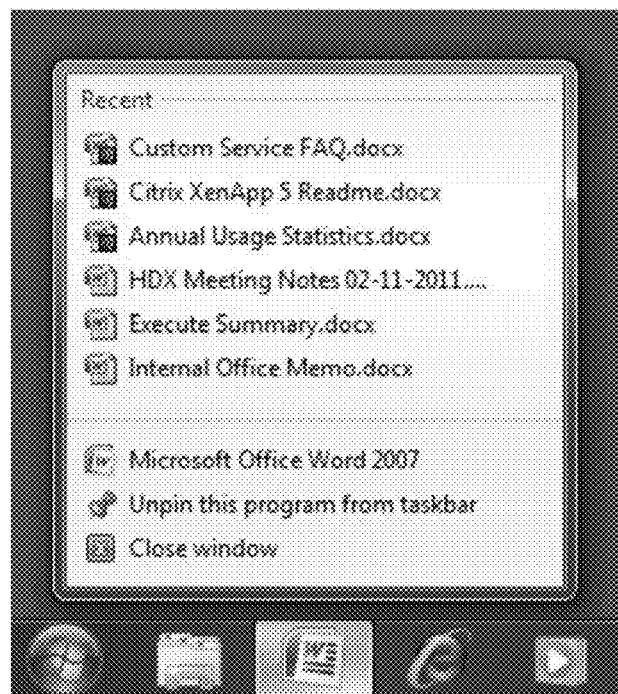 Recent
Custom Service FAQ.docx
Citrix XenApp 5 Readme.docx
Annual Usage Statistics.docx
HDX Meeting Notes 02-11-2011....
Execute Summary.docx
Internal Office Memo.docx
Microsoft Office Word 2007
Unpin this program from taskbar
Close window